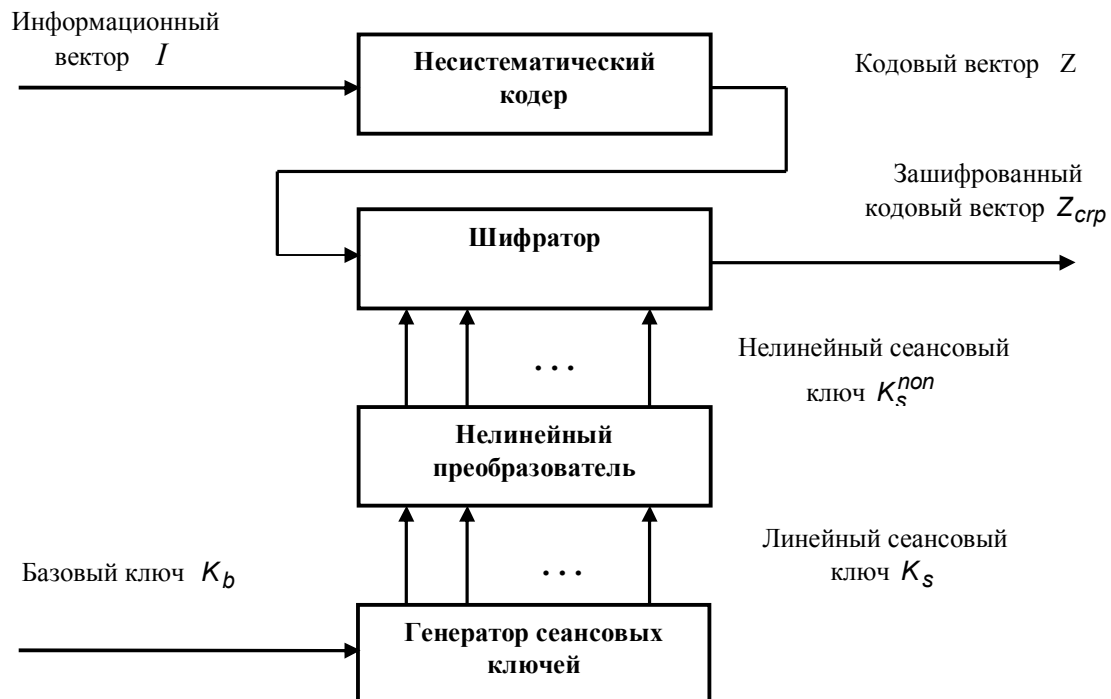 Информационный
вектор I
Несистематический
кодер
Кодовый вектор Z
Зашифрованный
кодовый вектор Z_crp
Шифратор
. . .
Нелинейный сеансовый
ключ K_s^non
Нелинейный
преобразователь
Линейный сеансовый
ключ K_s
Базовый ключ K_b
. . .
Генератор сеансовых
ключей